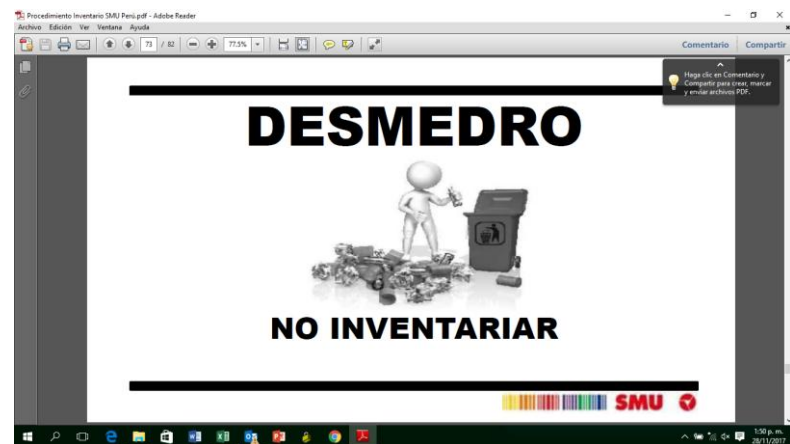 Procedimiento Inventario SMU Perú.pdf - Adobe Reader
Archivo Edición Ver Ventana Ayuda
73 / 82 77.5% Comentario Compartir
Haga clic en Comentario y
Compartir para crear, marcar
y enviar archivos PDF.
DESMEDRO
NO INVENTARIAR
SMU
1:50 p. m.
28/11/2017